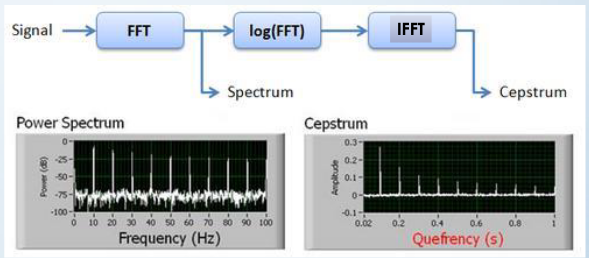 Signal FFT log(FFT) IFFT
Spectrum Cepstrum
Power Spectrum
Power (dB)
0
-25
-50
-75
-100
0 10 20 30 40 50 60 70 80 90 100
Frequency (Hz)
Cepstrum
Amplitude
0.3
0.2
0.1
0
-0.1
0.02 0.2 0.4 0.6 0.8 1
Quefrency (s)